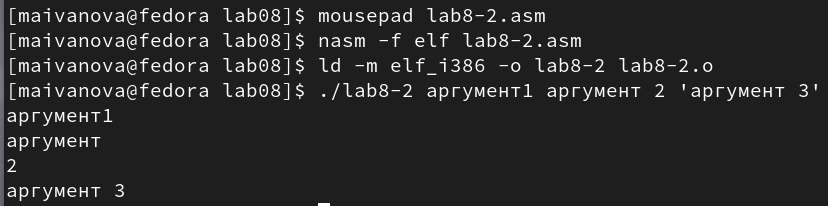 [maivanova@fedora lab08]$ mousepad lab8-2.asm
[maivanova@fedora lab08]$ nasm -f elf lab8-2.asm
[maivanova@fedora lab08]$ ld -m elf_i386 -o lab8-2 lab8-2.o
[maivanova@fedora lab08]$ ./lab8-2 аргумент1 аргумент 2 'аргумент 3'
аргумент1
аргумент
2
аргумент 3